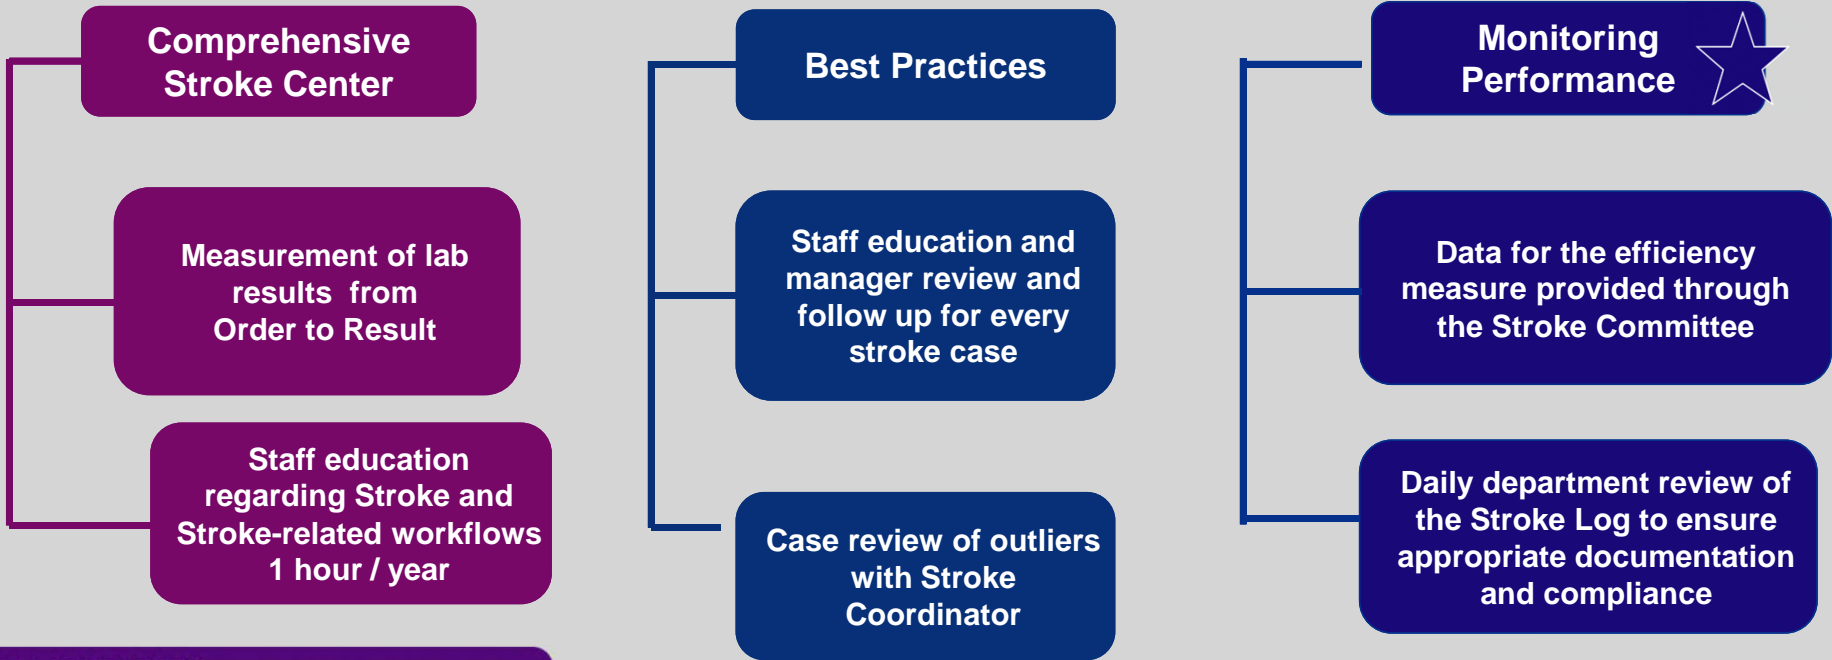 Comprehensive
Stroke Center
Measurement of lab
results from
Order to Result
Staff education
regarding Stroke and
Stroke-related workflows
1 hour / year
Best Practices
Staff education and
manager review and
follow up for every
stroke case
Case review of outliers
with Stroke
Coordinator
Monitoring
Performance
Data for the efficiency
measure provided through
the Stroke Committee
Daily department review of
the Stroke Log to ensure
appropriate documentation
and compliance